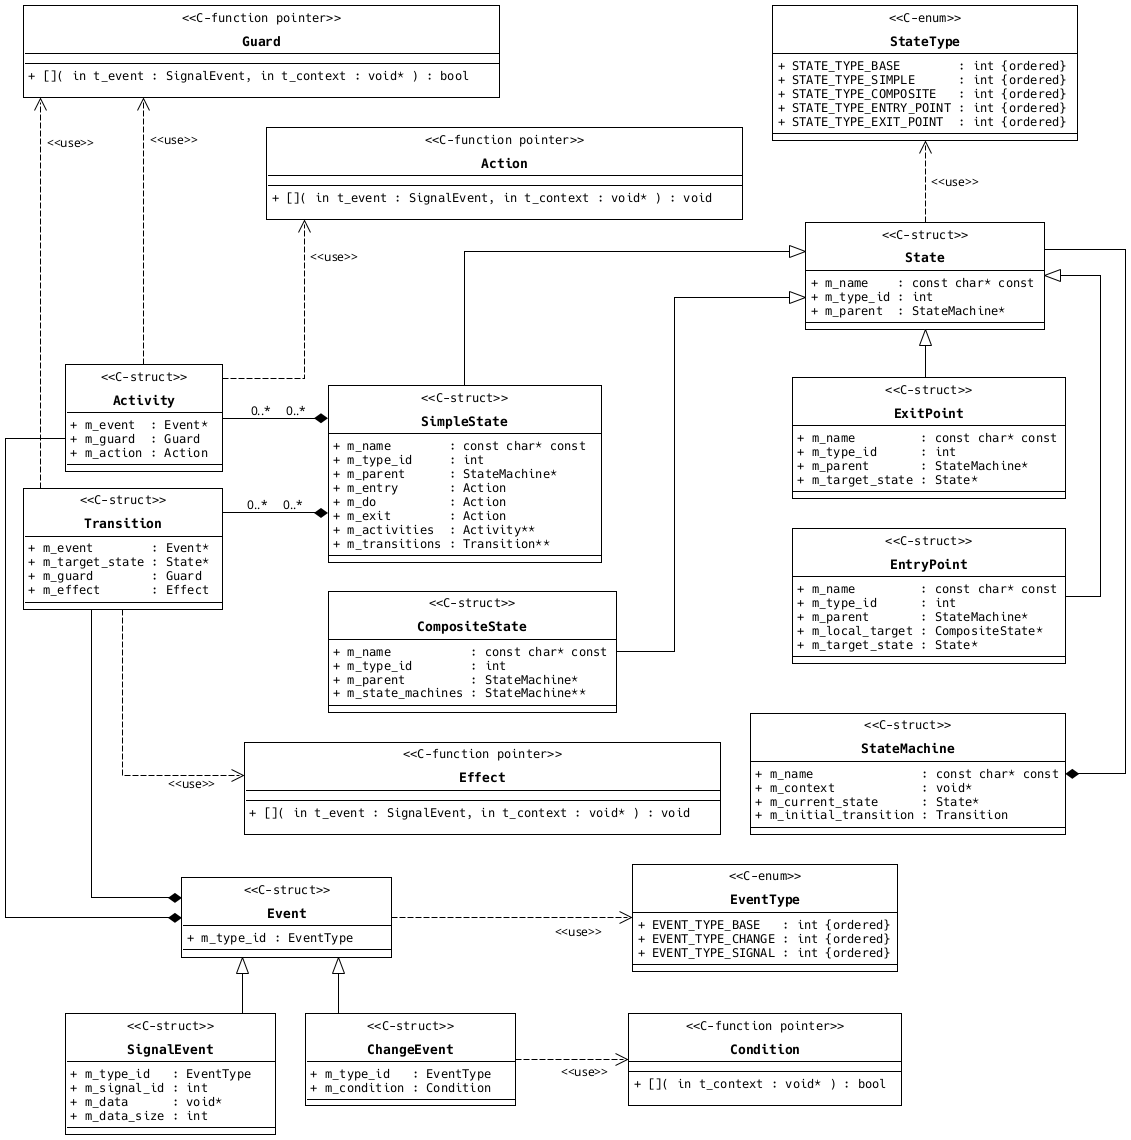 <<C-function pointer>>
Guard
+ []( in t_event : SignalEvent, in t_context : void* ) : bool
<<C-enum>>
StateType
+ STATE_TYPE_BASE        : int {ordered}
+ STATE_TYPE_SIMPLE      : int {ordered}
+ STATE_TYPE_COMPOSITE   : int {ordered}
+ STATE_TYPE_ENTRY_POINT : int {ordered}
+ STATE_TYPE_EXIT_POINT  : int {ordered}
<<use>>
<<use>>
<<C-function pointer>>
Action
+ []( in t_event : SignalEvent, in t_context : void* ) : void
<<use>>
<<use>>
<<C-struct>>
State
+ m_name    : const char* const
+ m_type_id : int
+ m_parent  : StateMachine*
<<C-struct>>
Activity
+ m_event  : Event*
+ m_guard  : Guard
+ m_action : Action
0..*
0..*
<<C-struct>>
SimpleState
+ m_name        : const char* const
+ m_type_id     : int
+ m_parent      : StateMachine*
+ m_entry       : Action
+ m_do          : Action
+ m_exit        : Action
+ m_activities  : Activity**
+ m_transitions : Transition**
<<C-struct>>
ExitPoint
+ m_name         : const char* const
+ m_type_id      : int
+ m_parent       : StateMachine*
+ m_target_state : State*
<<C-struct>>
Transition
+ m_event        : Event*
+ m_target_state : State*
+ m_guard        : Guard
+ m_effect       : Effect
0..*
0..*
<<C-struct>>
EntryPoint
+ m_name         : const char* const
+ m_type_id      : int
+ m_parent       : StateMachine*
+ m_local_target : CompositeState*
+ m_target_state : State*
<<C-struct>>
CompositeState
+ m_name           : const char* const
+ m_type_id        : int
+ m_parent         : StateMachine*
+ m_state_machines : StateMachine**
<<C-struct>>
StateMachine
+ m_name               : const char* const
+ m_context            : void*
+ m_current_state      : State*
+ m_initial_transition : Transition
<<use>>
<<C-function pointer>>
Effect
+ []( in t_event : SignalEvent, in t_context : void* ) : void
<<C-struct>>
Event
+ m_type_id : EventType
<<use>>
<<C-enum>>
EventType
+ EVENT_TYPE_BASE   : int {ordered}
+ EVENT_TYPE_CHANGE : int {ordered}
+ EVENT_TYPE_SIGNAL : int {ordered}
<<C-struct>>
SignalEvent
+ m_type_id   : EventType
+ m_signal_id : int
+ m_data      : void*
+ m_data_size : int
<<C-struct>>
ChangeEvent
+ m_type_id   : EventType
+ m_condition : Condition
<<use>>
<<C-function pointer>>
Condition
+ []( in t_context : void* ) : bool